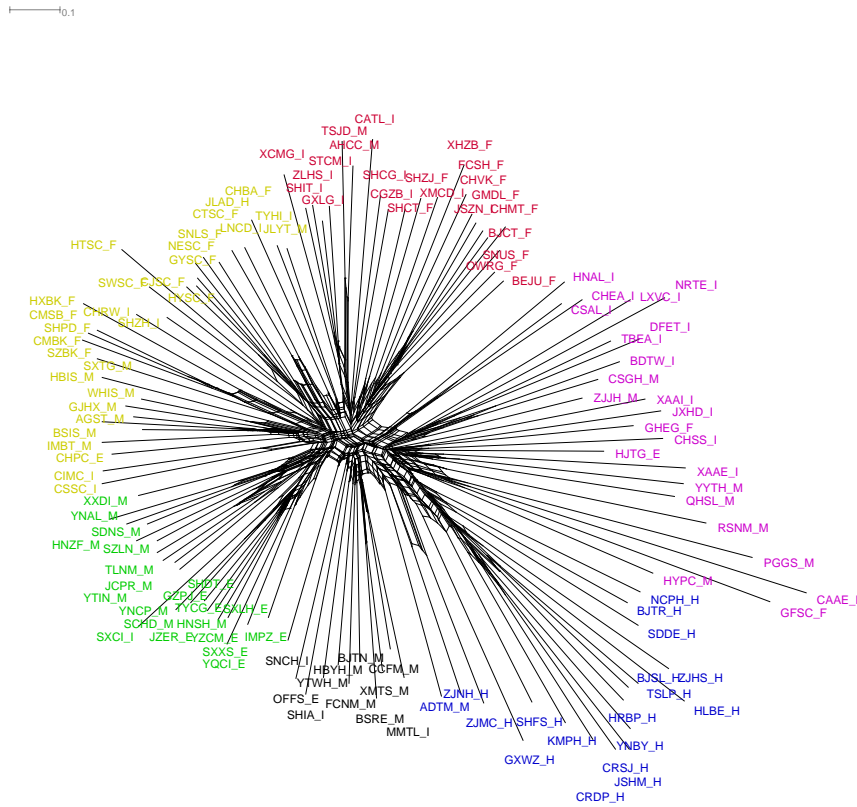 0.1
CATL_I
TSJD_M
AHCC_M
XHZB_F
XCMG_I
STCM_I
FCSH_F
ZLHS_I
SHCG_I
SHZJ_F
CHVK_F
SHIT_I
CHBA_F
GXLG_I
CGZB_I
XMCD_I
GMDL_F
JLAD_H
SHCT_F
JSZN_I
CHMT_F
CTSC_F
TYHI_I
LNCD_I
JLYT_M
SNLS_F
BJCT_F
HTSC_F
NESC_F
GYSC_F
SNUS_F
OWRG_F
SWSC_F
CJSC_F
BEJU_F
HNAL_I
NRTE_I
HYSC_F
CHEA_I
LXVC_I
HXBK_F
CHRW_I
CSAL_I
CMSB_F
SHZH_I
SHPD_F
DFET_I
CMBK_F
TBEA_I
SZBK_F
BDTW_I
SXTG_M
HBIS_M
CSGH_M
WHIS_M
ZJJH_M
XAAI_I
GJHX_M
JXHD_I
AGST_M
GHEG_F
BSIS_M
CHSS_I
IMBT_M
HJTG_E
CHPC_E
XAAE_I
CIMC_I
YYTH_M
CSSC_I
QHSL_M
XXDI_M
YNAL_M
RSNM_M
SDNS_M
HNZF_M
SZLN_M
PGGS_M
TLNM_M
HYPC_M
JCPR_M
SHDT_E
YTIN_M
GZPJ_E
NCPH_H
CAAE_I
YNCP_M
TYCG_E
SXLH_E
BJTR_H
GFSC_F
SCHD_M
HNSH_M
SDDE_H
SXCI_I
JZER_E
YZCM_E
IMPZ_E
SXXS_E
YQCI_E
SNCH_I
BJTN_M
HBYH_M
CCFM_M
BJSL_H
ZJHS_H
YTWH_M
XMTS_M
ZJNH_H
TSLP_H
OFFS_E
FCNM_M
ADTM_M
HLBE_H
SHIA_I
BSRE_M
ZJMC_H
SHFS_H
HRBP_H
MMTL_I
KMPH_H
YNBY_H
GXWZ_H
CRSJ_H
JSHM_H
CRDP_H